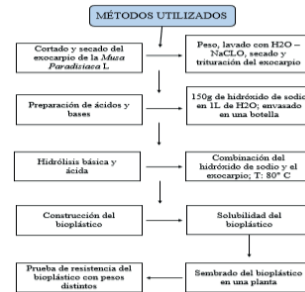 MÉTODOS UTILIZADOS
Cortado y secado del
exocarpio de la Musa
Paradisiaca L
Peso, lavado con H2O –
NaCLO, secado y
trituración del exocarpio
Preparación de ácidos y
bases
150g de hidróxido de sodio
en 1L de H2O; envasado
en una botella
Hidrólisis básica y
ácida
Combinación del
hidróxido de sodio y el
exocarpio; T: 80° C
Construcción del
bioplástico
Solubilidad del
bioplástico
Prueba de resistencia del
bioplástico con pesos
distintos
Sembrado del bioplástico
en una planta